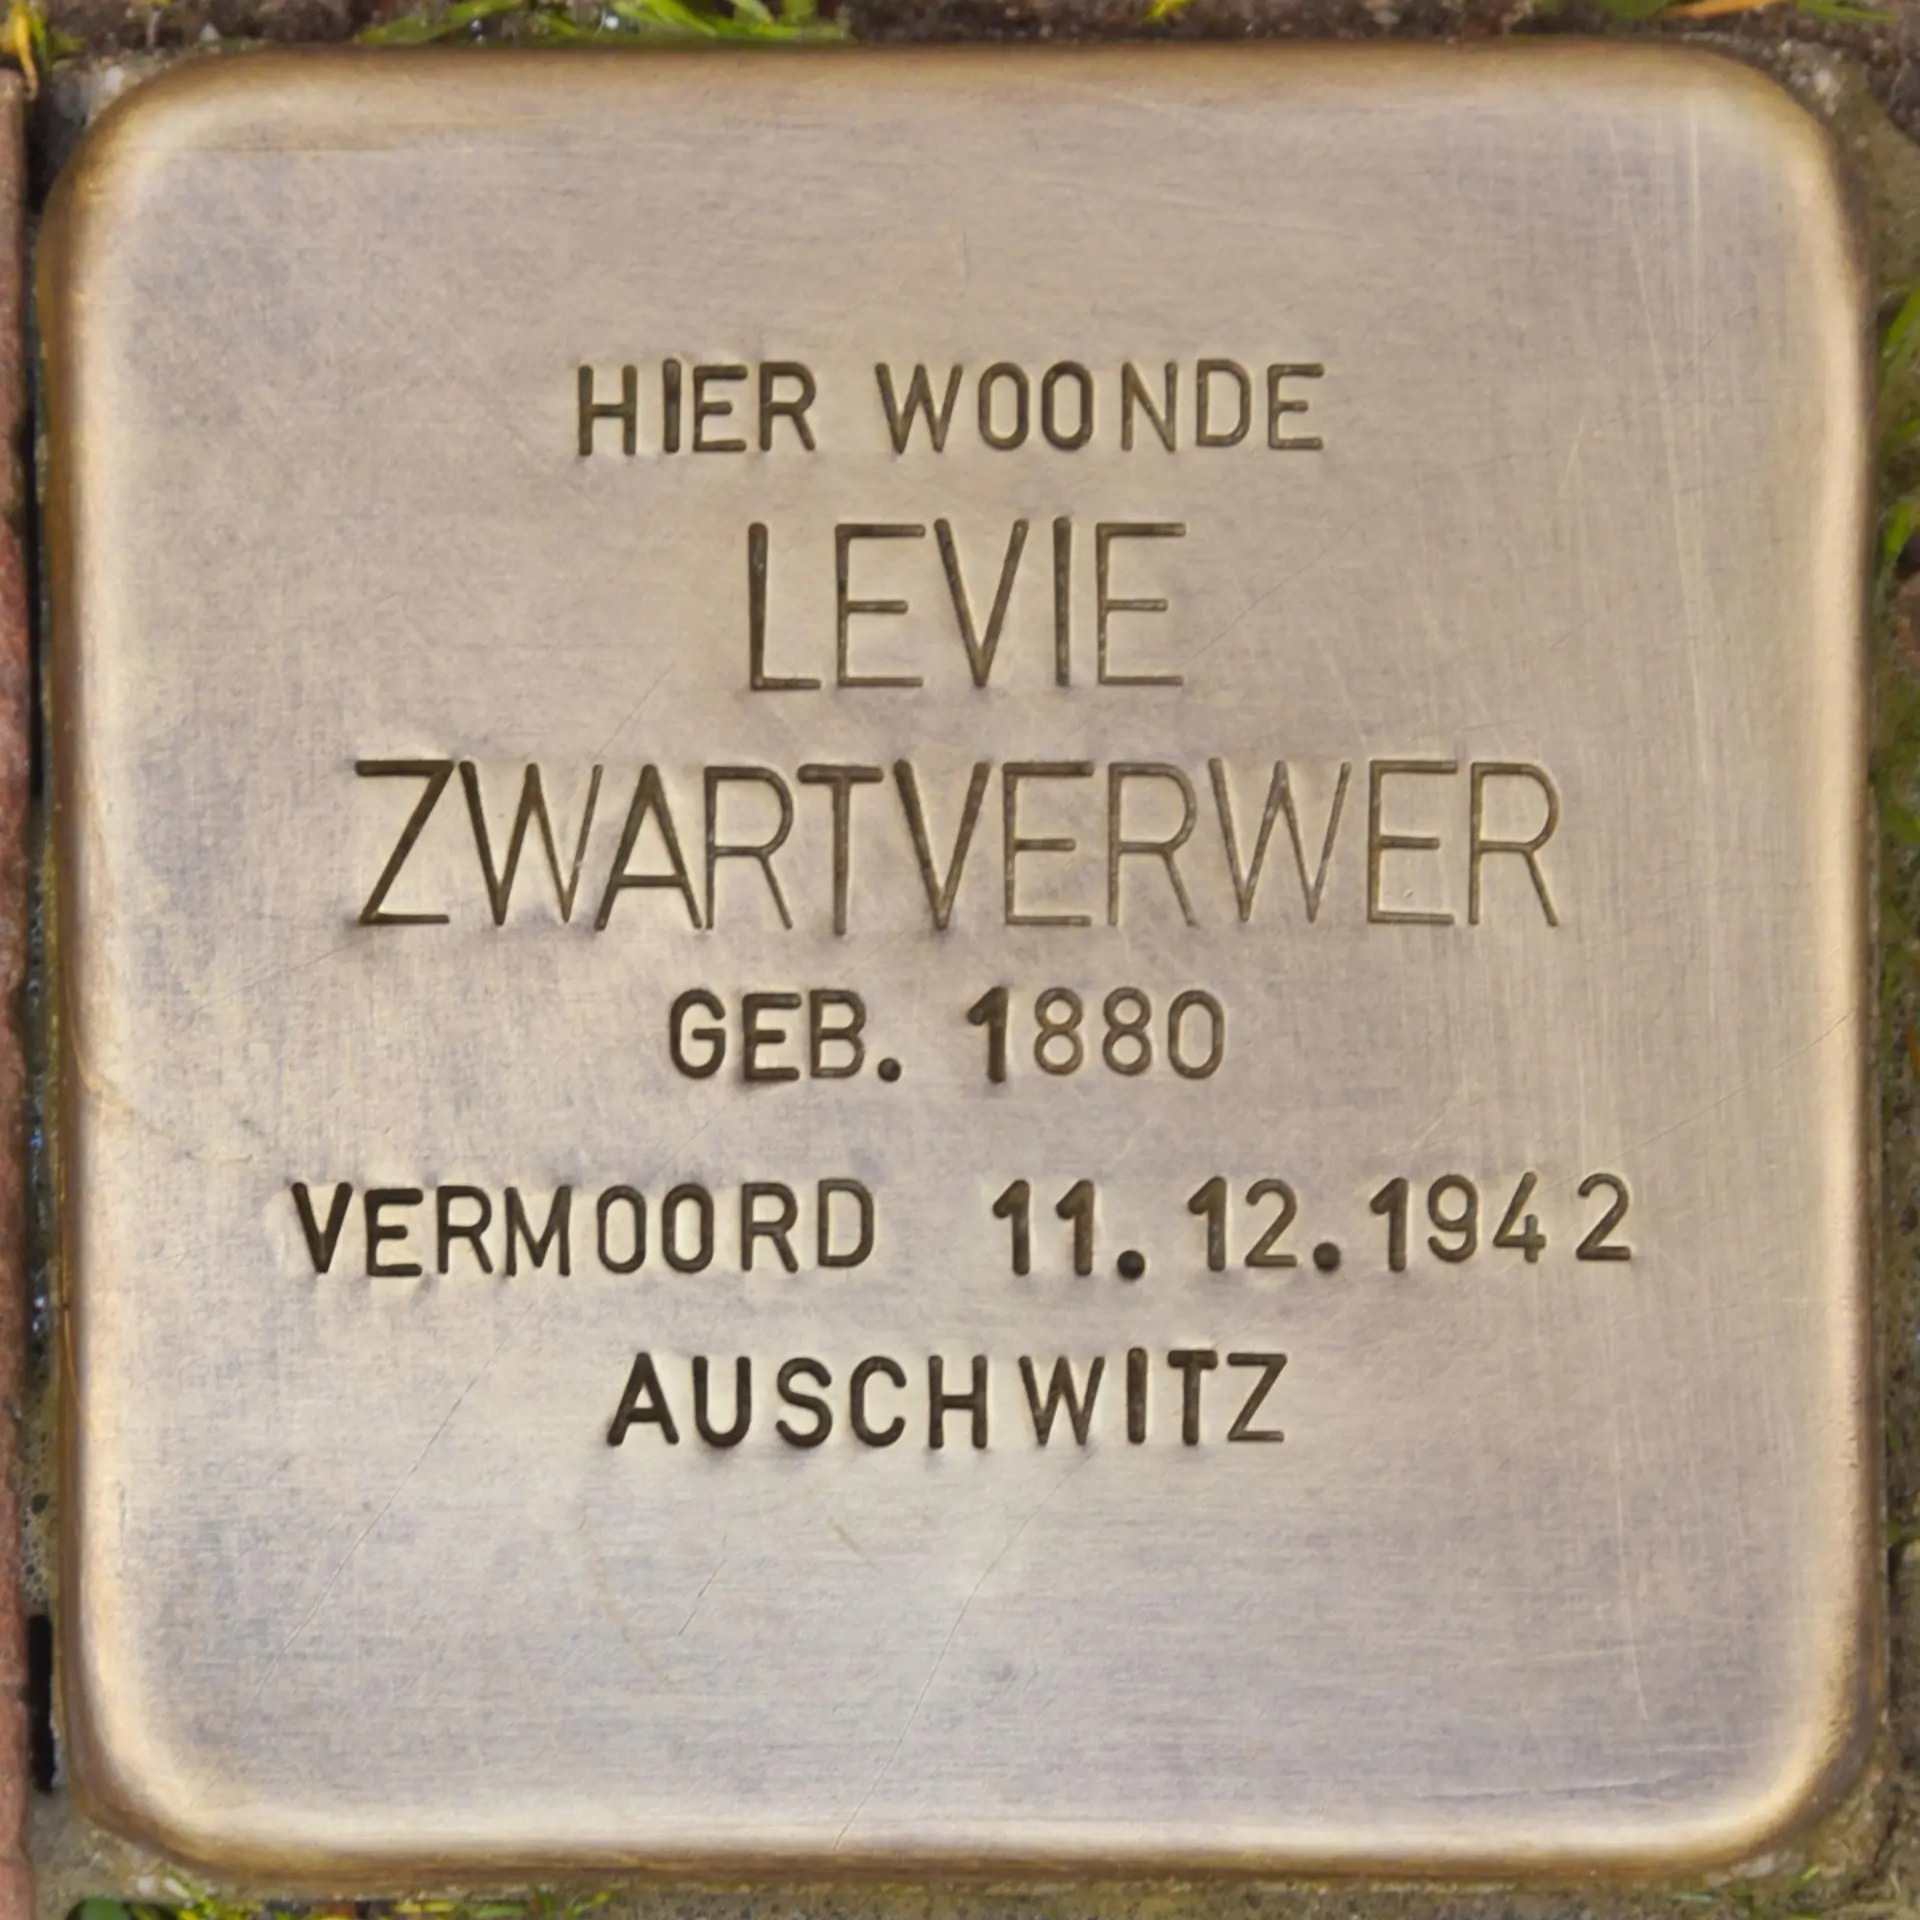 HIER WOONDE
LEVIE
ZWARTVERWER
GEB. 1880
VERMOORD 11.12.1942
AUSCHWITZ